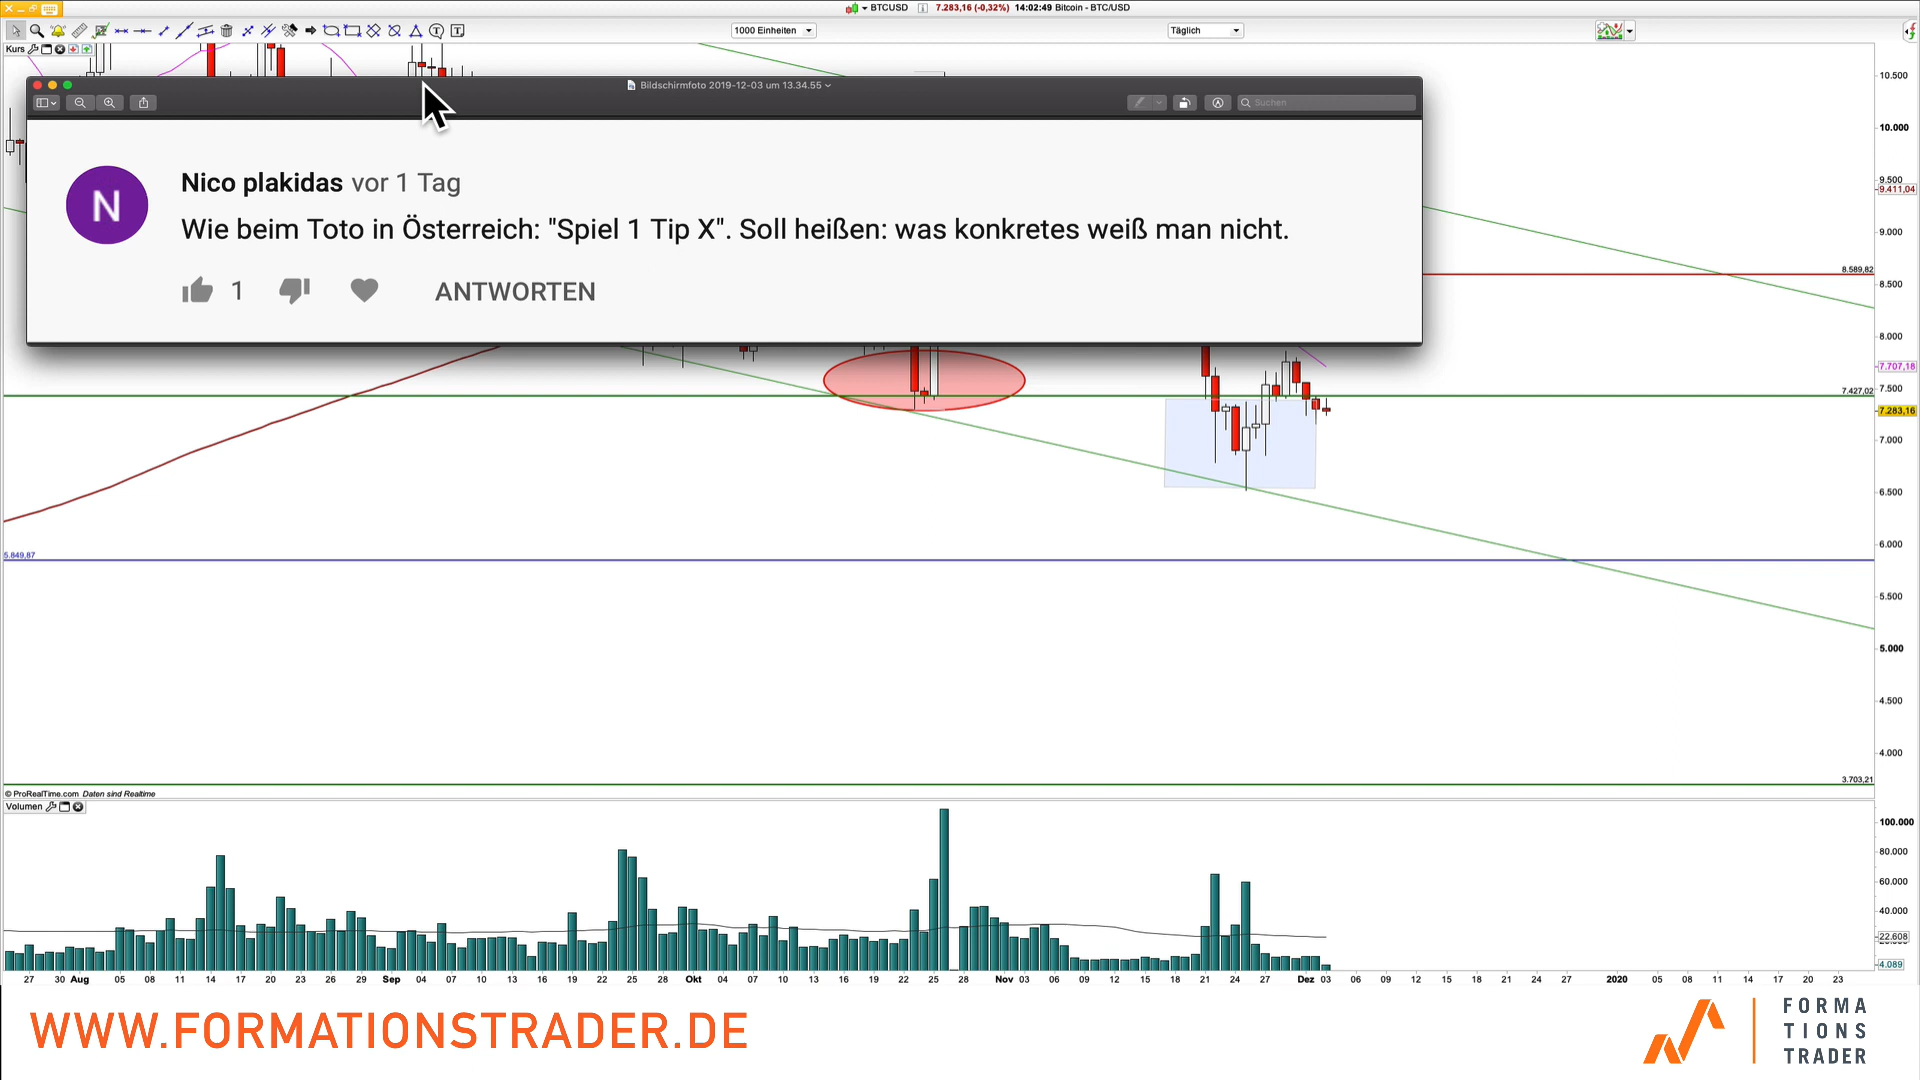 BTCUSD 7.283,16 (-0,32%) 14:02:49 Bitcoin - BTC/USD
1000 Einheiten
Täglich
Kurs
Bildschirmfoto 2019-12-03 um 13.34.55
Suchen
Nico plakidas vor 1 Tag
Wie beim Toto in Österreich: "Spiel 1 Tip X". Soll heißen: was konkretes weiß man nicht.
1
ANTWORTEN
10.500
10.000
9.500
9.411,04
9.000
8.589,82
8.500
8.000
7.707,18
7.500
7.427,02
7.283,16
7.000
6.500
6.000
5.849,87
5.500
5.000
4.500
4.000
3.703,21
© ProRealTime.com Daten sind Realtime
Volumen
100.000
80.000
60.000
40.000
22.608
4.089
27 30 Aug 05 08 11 14 17 20 23 26 29 Sep 04 07 10 13 16 19 22 25 28 Okt 04 07 10 13 16 19 22 25 28 Nov 03 06 09 12 15 18 21 24 27 Dez 03 06 09 12 15 18 21 24 27 2020 05 08 11 14 17 20 23
WWW.FORMATIONSTRADER.DE
FORMA
TIONS
TRADER